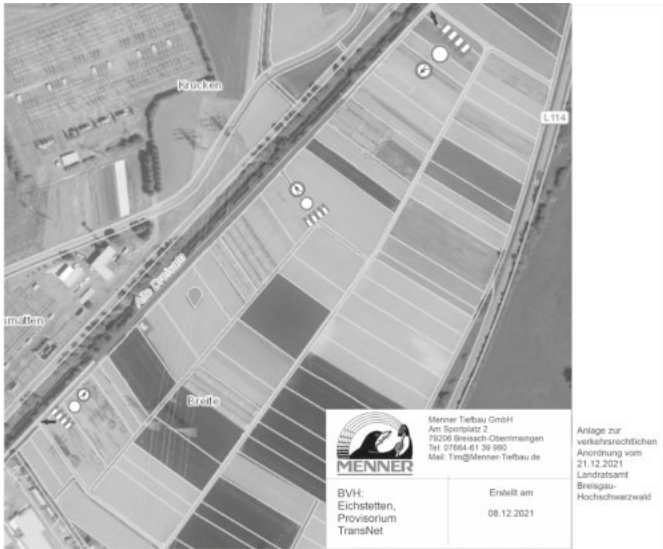 Krucken
L114
Alte Dreisam
Breite
Menner Tiefbau GmbH
Am Sportplatz 2
79206 Breisach-Oberrimsingen
Tel: 07664-61 39 980
Mail: Tim@Menner-Tiefbau.de
MENNER
BVH:
Eichstetten,
Provisorium
TransNet
Erstellt am
08.12.2021
Anlage zur
verkehrsrechtlichen
Anordnung vom
21.12.2021
Landratsamt
Breisgau-
Hochschwarzwald